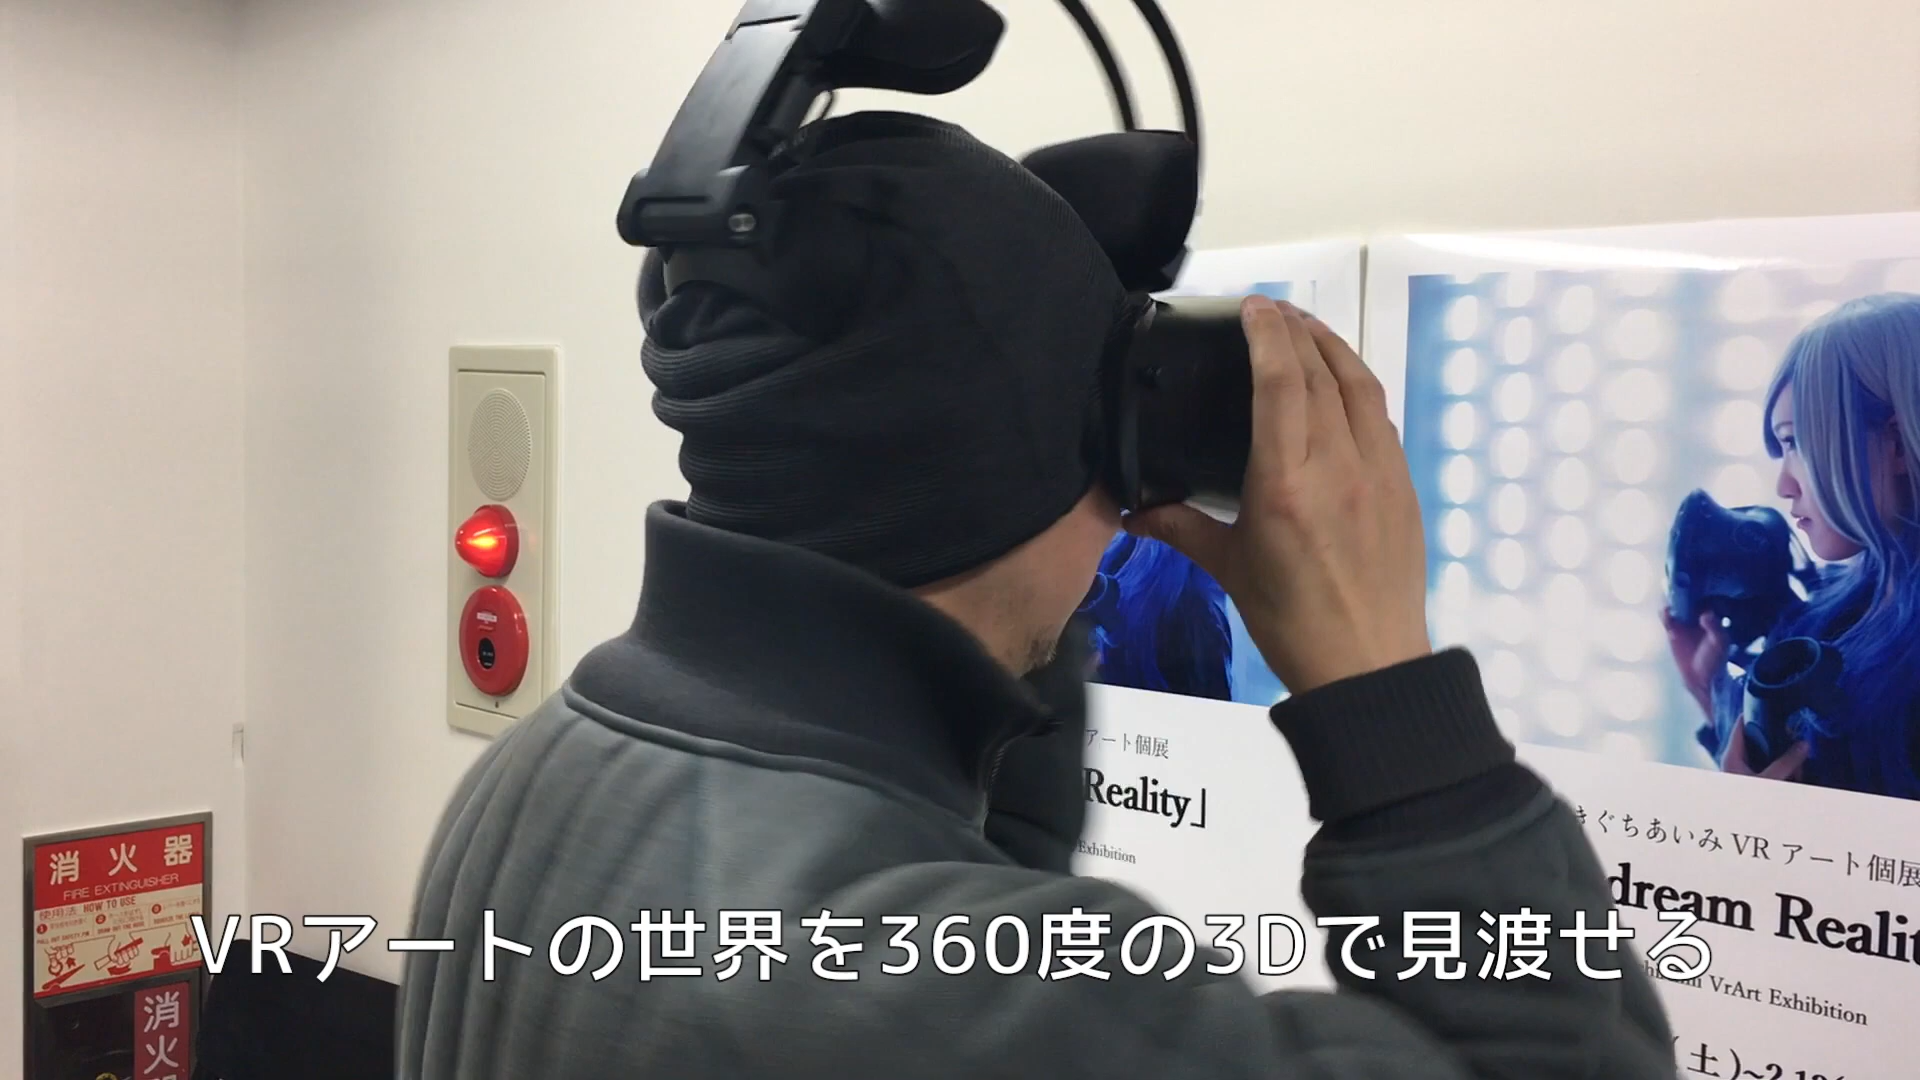 アート個展
Reality」
Exhibition
きぐちあいみ VR アート個展
dream Realit
VrArt Exhibition
(土)~2.12
消火器
FIRE EXTINGUISHER
使用法 HOW TO USE
消火
VRアートの世界を360度の3Dで見渡せる